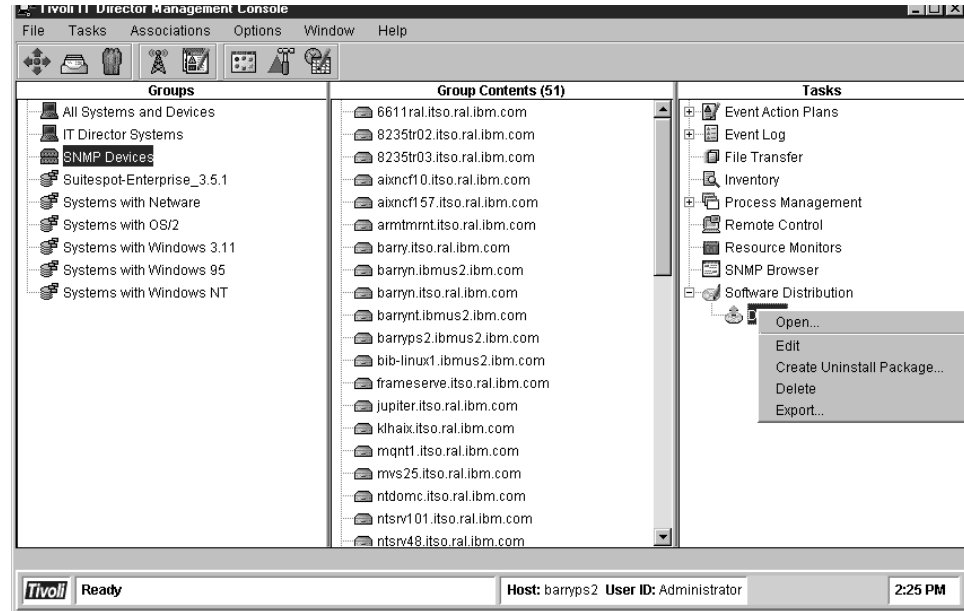 Tivoli IT Director Management Console
File Tasks Associations Options Window Help
Groups
All Systems and Devices
IT Director Systems
SNMP Devices
Suitespot-Enterprise_3.5.1
Systems with Netware
Systems with OS/2
Systems with Windows 3.11
Systems with Windows 95
Systems with Windows NT
Group Contents (51)
6611ral.itso.ral.ibm.com
8235tr02.itso.ral.ibm.com
8235tr03.itso.ral.ibm.com
aixncf10.itso.ral.ibm.com
aixncf157.itso.ral.ibm.com
armtmrnt.itso.ral.ibm.com
barry.itso.ral.ibm.com
barryn.ibmus2.ibm.com
barryn.itso.ral.ibm.com
barrynt.ibmus2.ibm.com
barryps2.ibmus2.ibm.com
bib-linux1.ibmus2.ibm.com
frameserve.itso.ral.ibm.com
jupiter.itso.ral.ibm.com
klhaix.itso.ral.ibm.com
mqnt1.itso.ral.ibm.com
mvs25.itso.ral.ibm.com
ntdomc.itso.ral.ibm.com
ntsrv101.itso.ral.ibm.com
ntsrv48.itso.ral.ibm.com
Tasks
Event Action Plans
Event Log
File Transfer
Inventory
Process Management
Remote Control
Resource Monitors
SNMP Browser
Software Distribution
Open...
Edit
Create Uninstall Package...
Delete
Export...
Tivoli Ready Host: barryps2 User ID: Administrator 2:25 PM